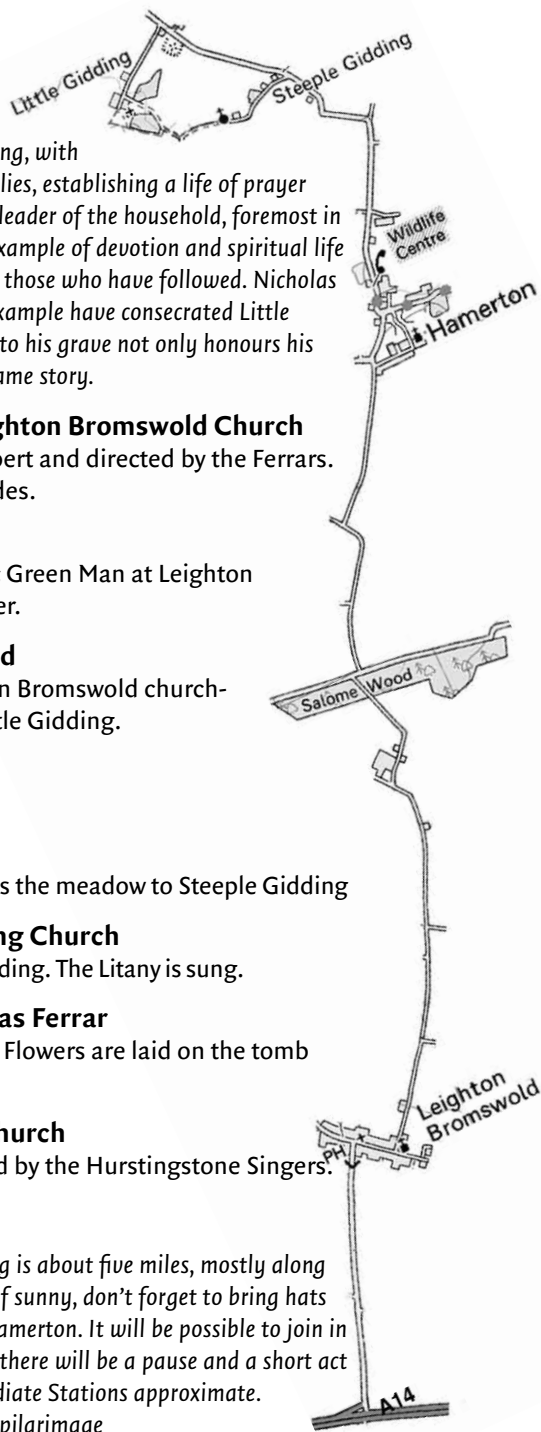 Little Gidding
Steeple Gidding
ng, with
lies, establishing a life of prayer
leader of the household, foremost in
xample of devotion and spiritual life
those who have followed. Nicholas
xample have consecrated Little
to his grave not only honours his
ame story.
Wildlife
Centre
Hamerton
ghton Bromswold Church
bert and directed by the Ferrars.
des.
Green Man at Leighton
er.
d
n Bromswold church-
tle Gidding.
Salome Wood
s the meadow to Steeple Gidding
ng Church
ding. The Litany is sung.
as Ferrar
Flowers are laid on the tomb
Leighton
Bromswold
hurch
d by the Hurstingstone Singers.
PH
g is about five miles, mostly along
f sunny, don't forget to bring hats
amerton. It will be possible to join in
there will be a pause and a short act
diate Stations approximate.
pilgrimage
A14